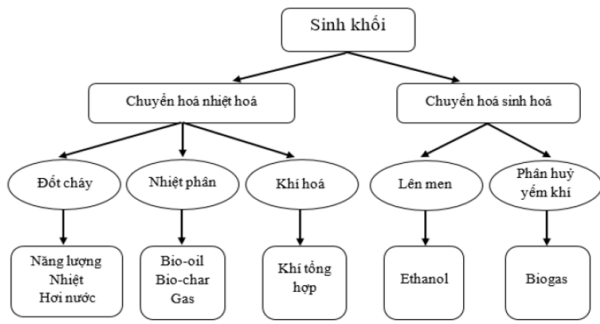 Sinh khối
Chuyển hoá nhiệt hoá
Chuyển hoá sinh hoá
Đốt cháy
Nhiệt phân
Khí hoá
Lên men
Phân huỷ
yếm khí
Năng lượng
Nhiệt
Hơi nước
Bio-oil
Bio-char
Gas
Khí tổng
hợp
Ethanol
Biogas